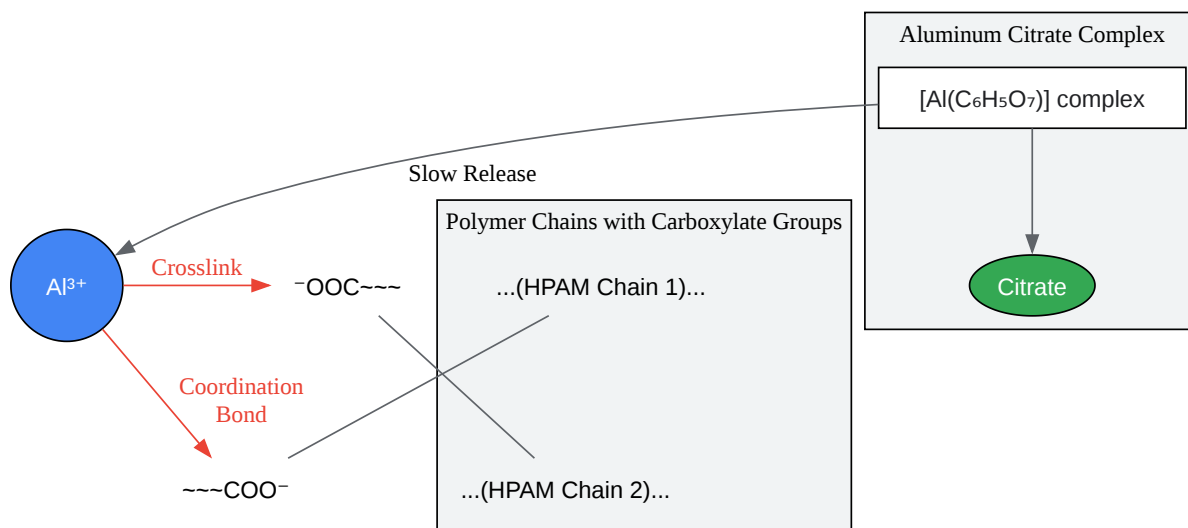 Aluminum Citrate Complex
[Al(C₆H₅O₇)] complex
Slow Release
Polymer Chains with Carboxylate Groups
Al³⁺
Crosslink
⁻OOC~~~
...(HPAM Chain 1)...
Citrate
Coordination
Bond
~~~COO⁻
...(HPAM Chain 2)...